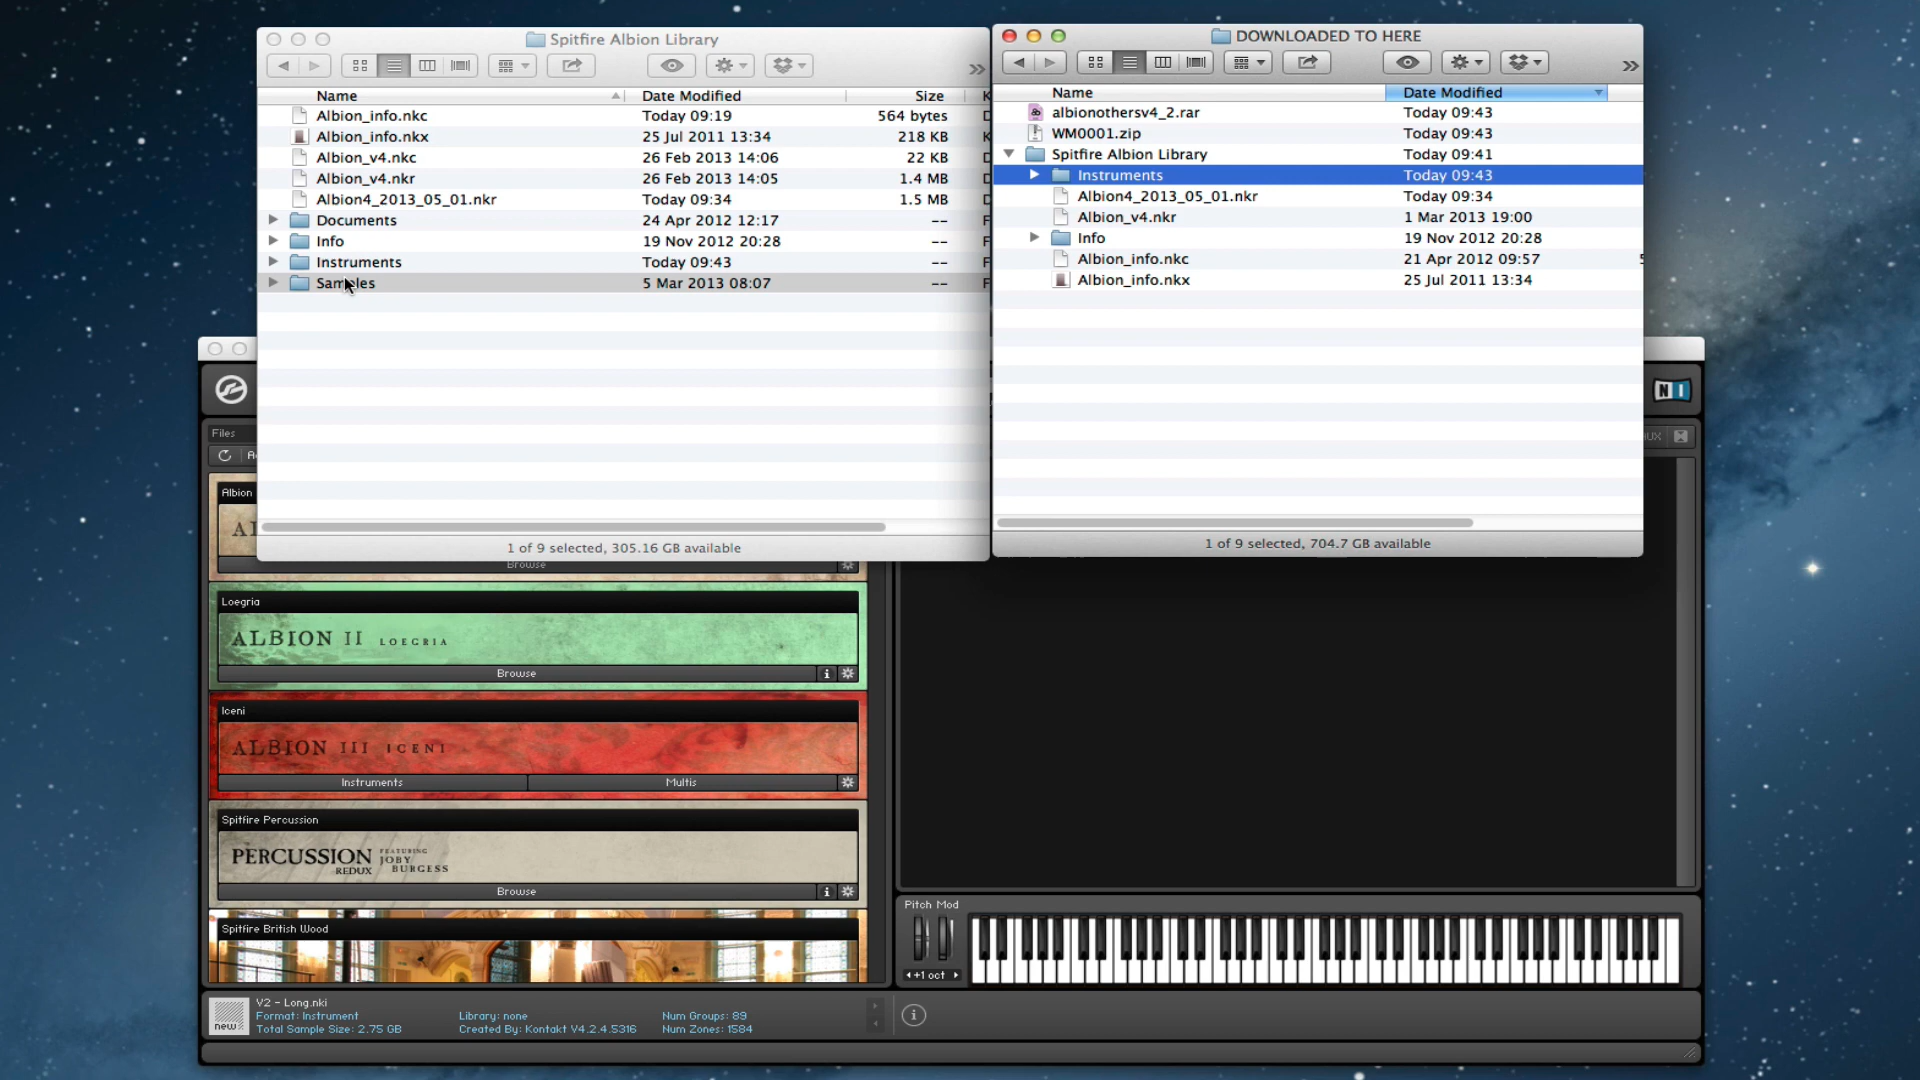 Spitfire Albion Library
Name Date Modified Size K
Albion_info.nkc Today 09:19 564 bytes
Albion_info.nkx 25 Jul 2011 13:34 218 KB
Albion_v4.nkc 26 Feb 2013 14:06 22 KB
Albion_v4.nkr 26 Feb 2013 14:05 1.4 MB
Albion4_2013_05_01.nkr Today 09:34 1.5 MB
Documents 24 Apr 2012 12:17 --
Info 19 Nov 2012 20:28 --
Instruments Today 09:43 --
Samples 5 Mar 2013 08:07 --
1 of 9 selected, 305.16 GB available
DOWNLOADED TO HERE
Name Date Modified
albionothersv4_2.rar Today 09:43
WM0001.zip Today 09:43
Spitfire Albion Library Today 09:41
Instruments Today 09:43
Albion4_2013_05_01.nkr Today 09:34
Albion_v4.nkr 1 Mar 2013 19:00
Info 19 Nov 2012 20:28
Albion_info.nkc 21 Apr 2012 09:57
Albion_info.nkx 25 Jul 2011 13:34
1 of 9 selected, 704.7 GB available
NI
Files
Albion
Browse
Loegria
ALBION II LOEGRIA
Browse
Iceni
ALBION III ICENI
Instruments Multis
Spitfire Percussion
PERCUSSION REDUX FEATURING JOBY BURGESS
Browse
Spitfire British Wood
Pitch Mod
+1 oct
new
V2 - Long.nki
Format: Instrument Library: none Num Groups: 89
Total Sample Size: 2.75 GB Created By: Kontakt V4.2.4.5316 Num Zones: 1584